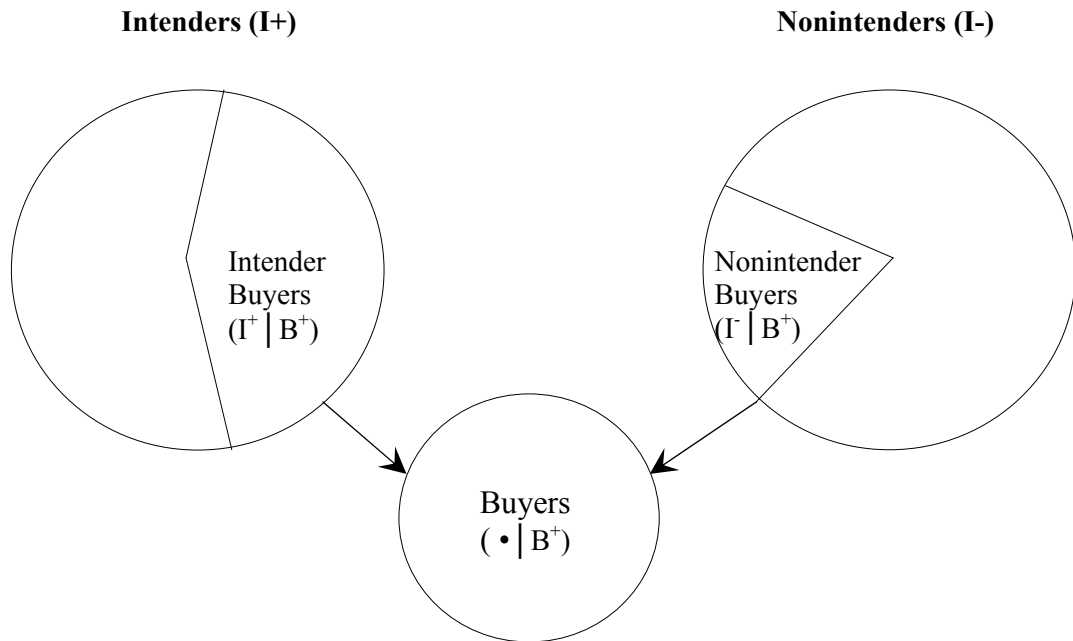 Intenders (I+)
Nonintenders (I-)
Intender
Buyers
(I⁺ | B⁺)
Nonintender
Buyers
(I⁻ | B⁺)
Buyers
( • | B⁺)